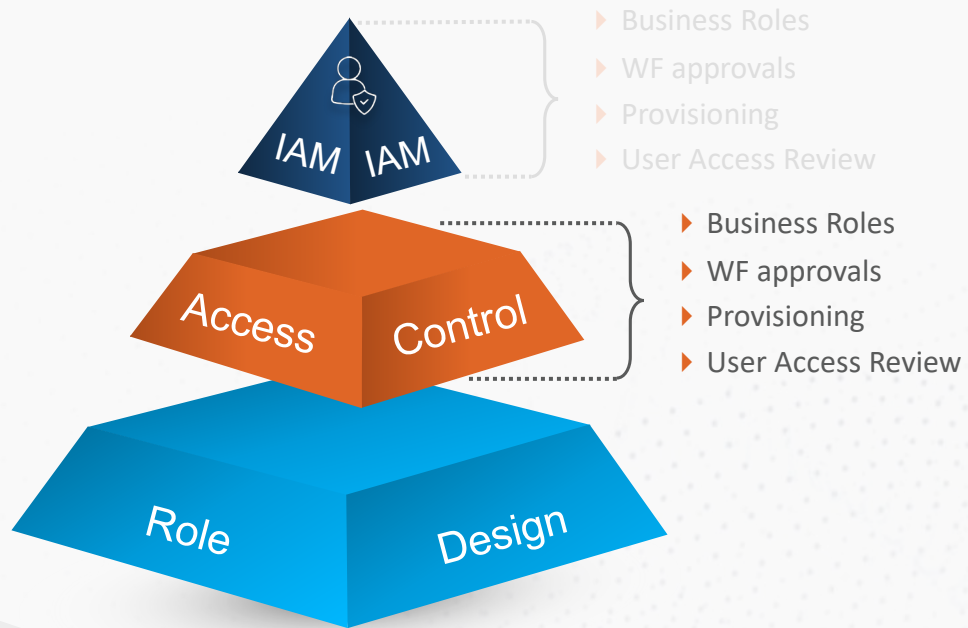 Business Roles
WF approvals
Provisioning
User Access Review
IAM IAM
Business Roles
WF approvals
Provisioning
User Access Review
Access Control
Role Design